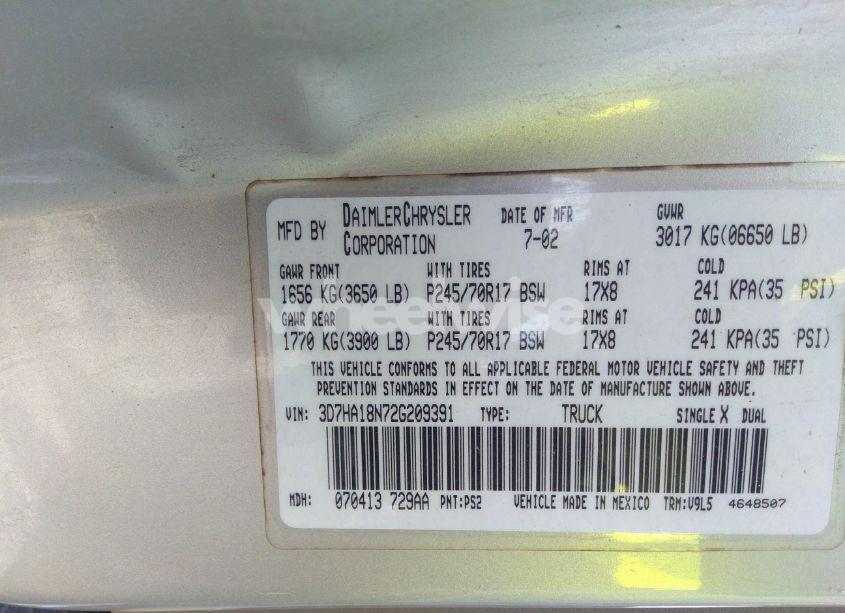 MFD BY DAIMLERCHRYSLER CORPORATION DATE OF MFR 7-02 GVWR 3017 KG(06650 LB)
GAWR FRONT WITH TIRES RIMS AT COLD
1656 KG(3650 LB) P245/70R17 BSW 17X8 241 KPA(35 PSI)
GAWR REAR WITH TIRES RIMS AT COLD
1770 KG(3900 LB) P245/70R17 BSW 17X8 241 KPA(35 PSI)
THIS VEHICLE CONFORMS TO ALL APPLICABLE FEDERAL MOTOR VEHICLE SAFETY AND THEFT
PREVENTION STANDARDS IN EFFECT ON THE DATE OF MANUFACTURE SHOWN ABOVE.
VIN: 3D7HA18N72G209391 TYPE: TRUCK SINGLE X DUAL
MDH: 070413 729AA PNT:PS2 VEHICLE MADE IN MEXICO TRM:V9L5 4648507